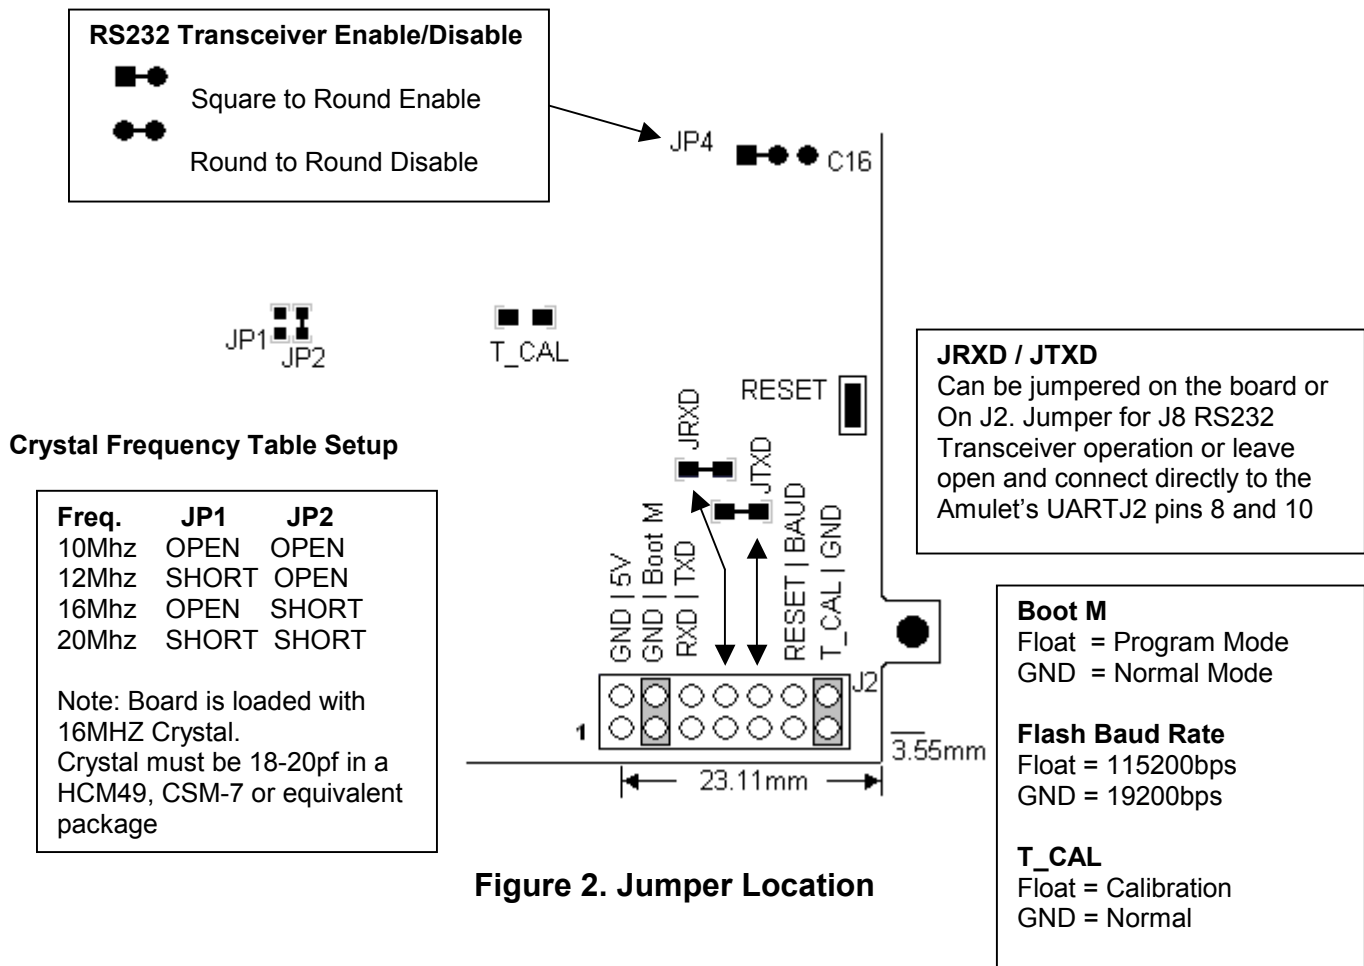 RS232 Transceiver Enable/Disable
Square to Round Enable
Round to Round Disable
JP4
C16
JP1
JP2
T_CAL
RESET
JRXD
JTXD
JRXD / JTXD
Can be jumpered on the board or
On J2. Jumper for J8 RS232
Transceiver operation or leave
open and connect directly to the
Amulet's UARTJ2 pins 8 and 10
Crystal Frequency Table Setup
Freq. JP1 JP2
10Mhz OPEN OPEN
12Mhz SHORT OPEN
16Mhz OPEN SHORT
20Mhz SHORT SHORT
Note: Board is loaded with
16MHZ Crystal.
Crystal must be 18-20pf in a
HCM49, CSM-7 or equivalent
package
GND | 5V
GND | Boot M
RXD | TXD
RESET | BAUD
T_CAL | GND
J2
1
3.55mm
23.11mm
Boot M
Float = Program Mode
GND = Normal Mode
Flash Baud Rate
Float = 115200bps
GND = 19200bps
T_CAL
Float = Calibration
GND = Normal
Figure 2. Jumper Location